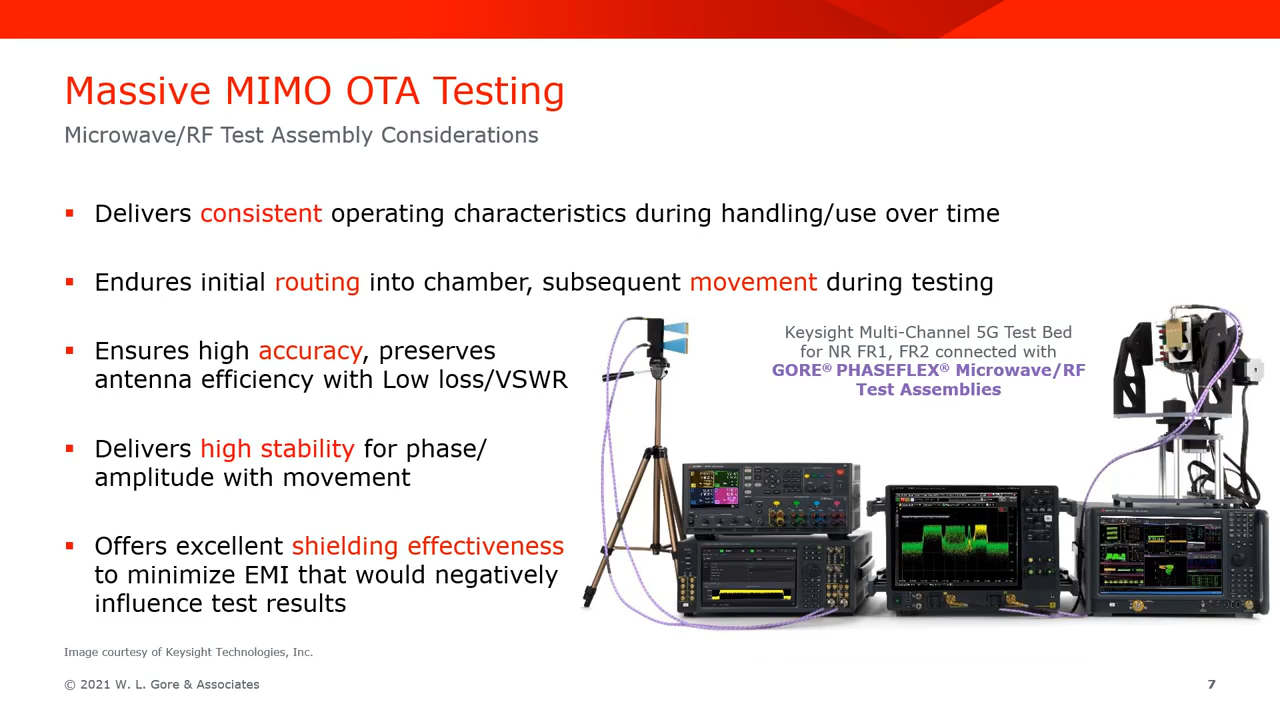 Massive MIMO OTA Testing
Microwave/RF Test Assembly Considerations
▪ Delivers consistent operating characteristics during handling/use over time
▪ Endures initial routing into chamber, subsequent movement during testing
▪ Ensures high accuracy, preserves
antenna efficiency with Low loss/VSWR
▪ Delivers high stability for phase/
amplitude with movement
▪ Offers excellent shielding effectiveness
to minimize EMI that would negatively
influence test results
Keysight Multi-Channel 5G Test Bed
for NR FR1, FR2 connected with
GORE® PHASEFLEX® Microwave/RF
Test Assemblies
Image courtesy of Keysight Technologies, Inc.
© 2021 W. L. Gore & Associates
7